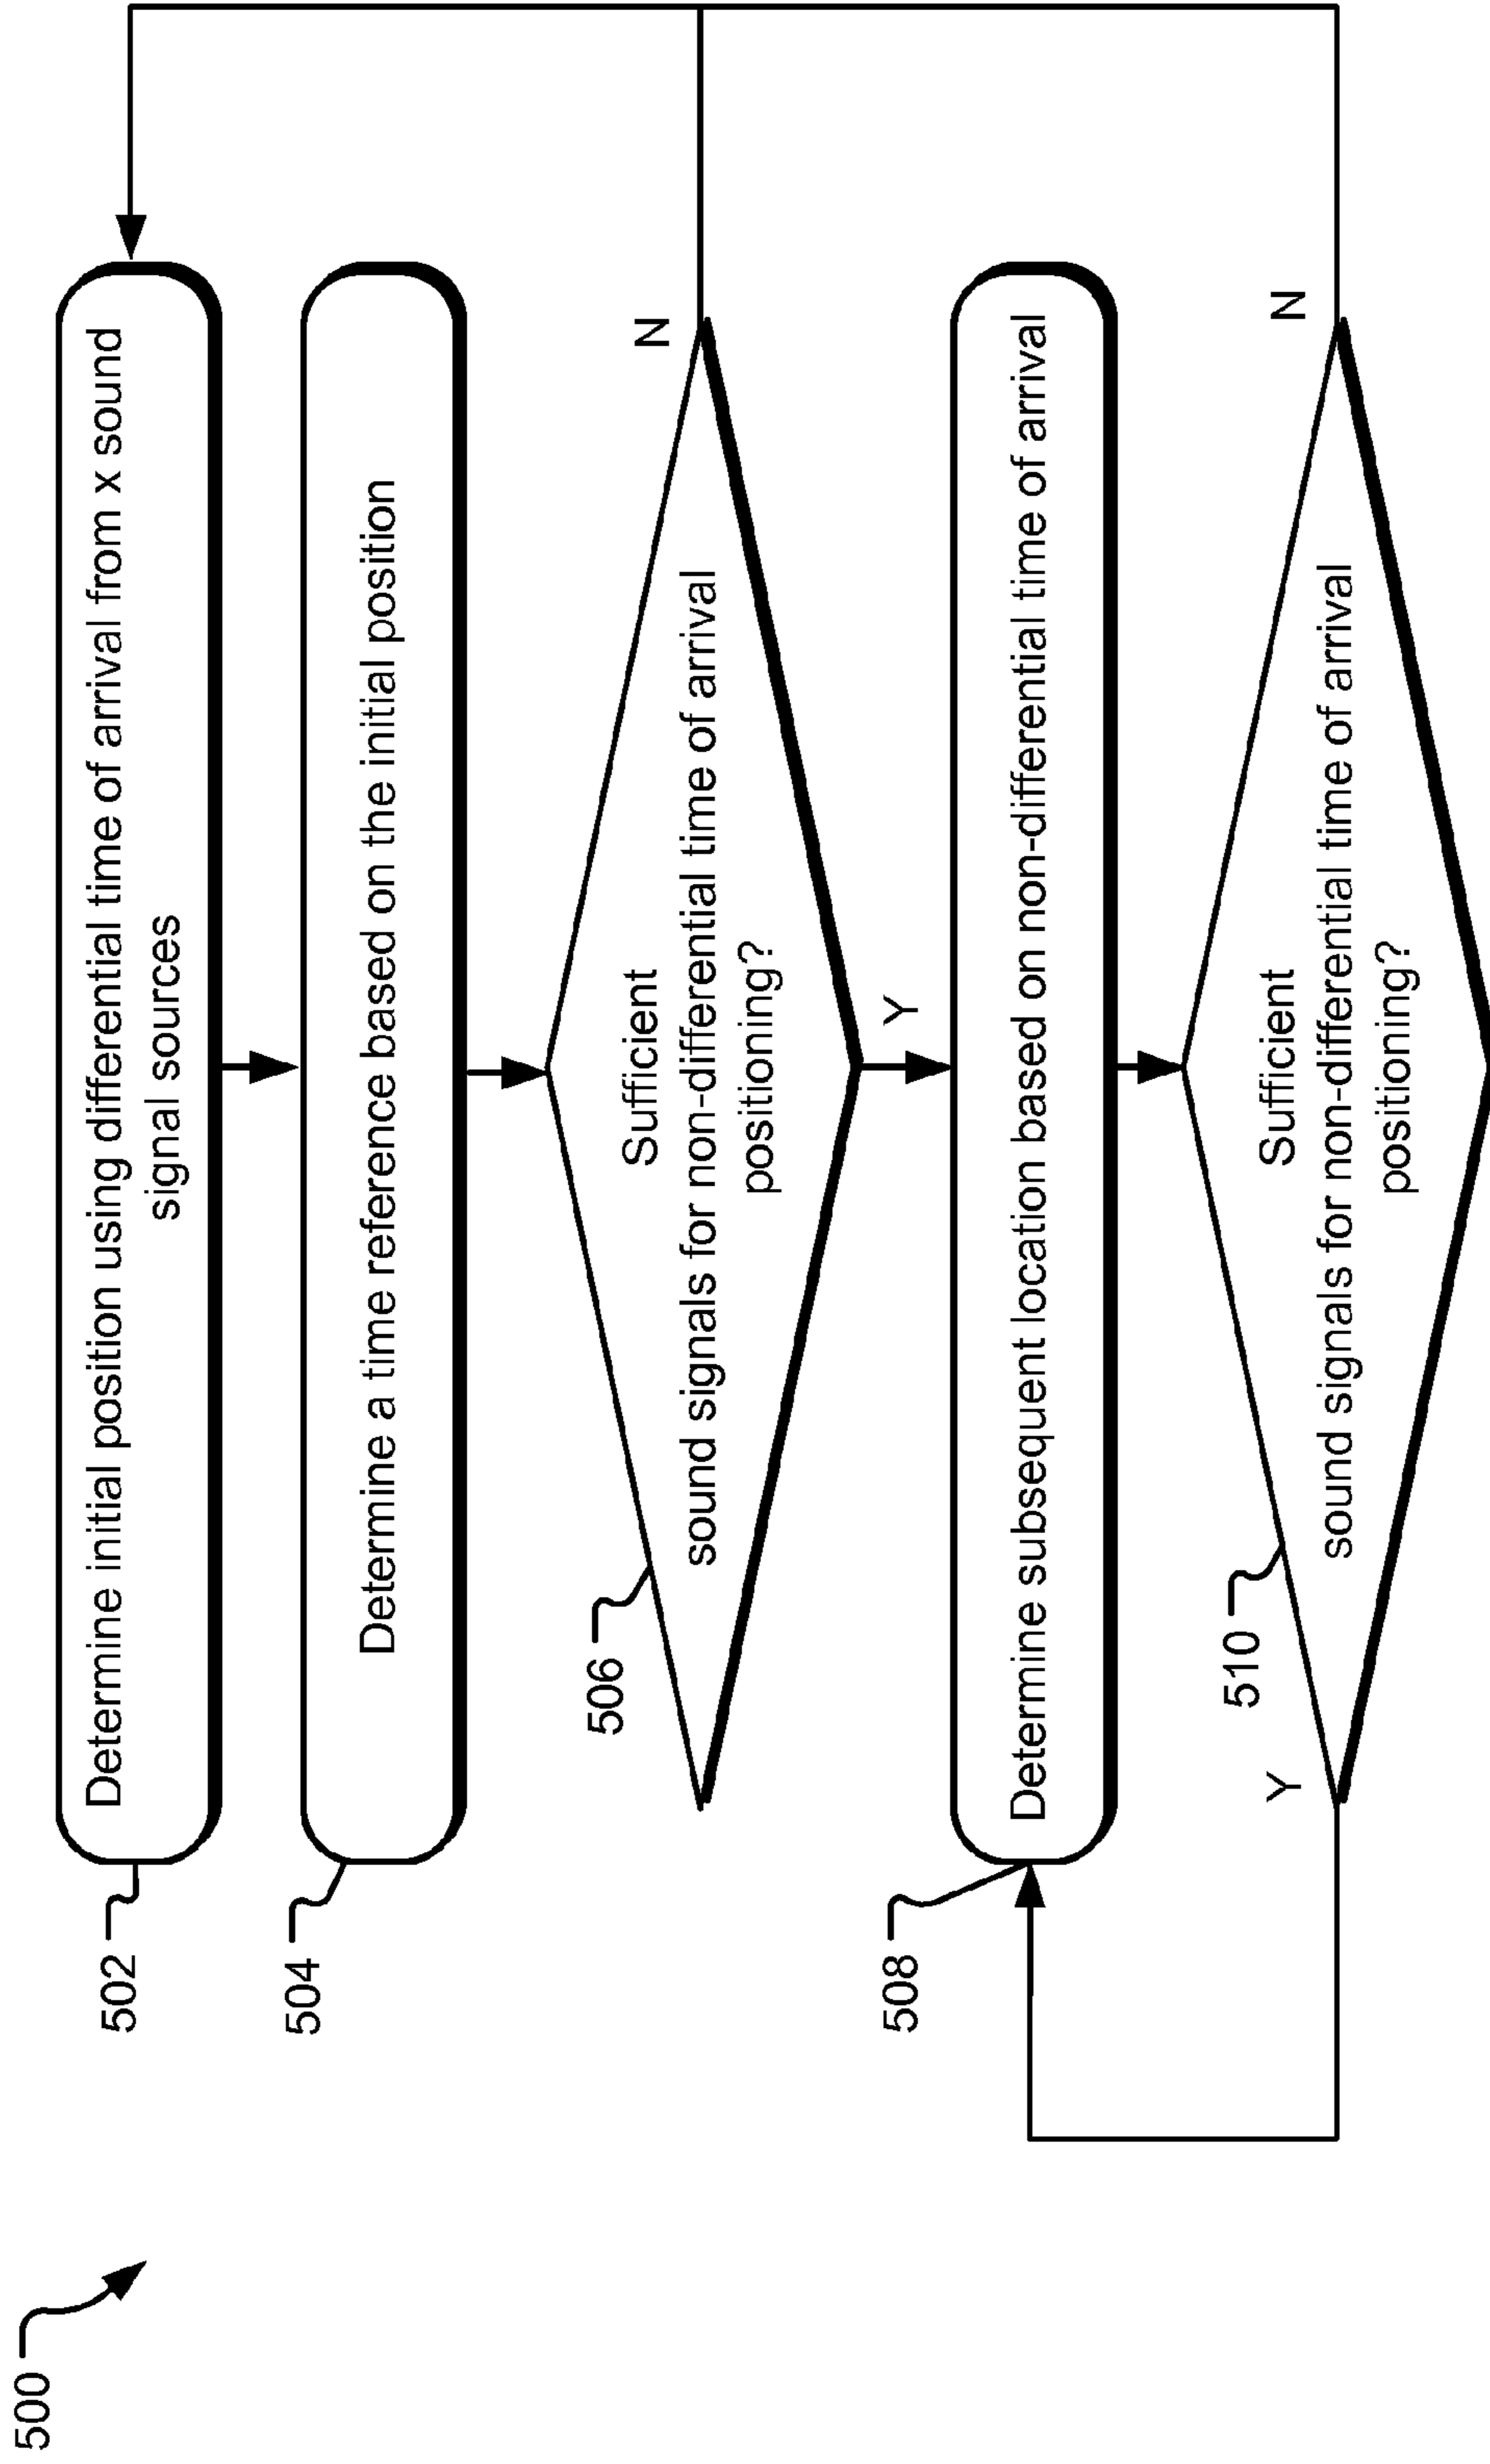 500
502
Determine initial position using differential time of arrival from x sound
signal sources
504
Determine a time reference based on the initial position
506
Sufficient
sound signals for non-differential time of arrival
positioning?
N
Y
508
Determine subsequent location based on non-differential time of arrival
510
Sufficient
sound signals for non-differential time of arrival
positioning?
Y
N